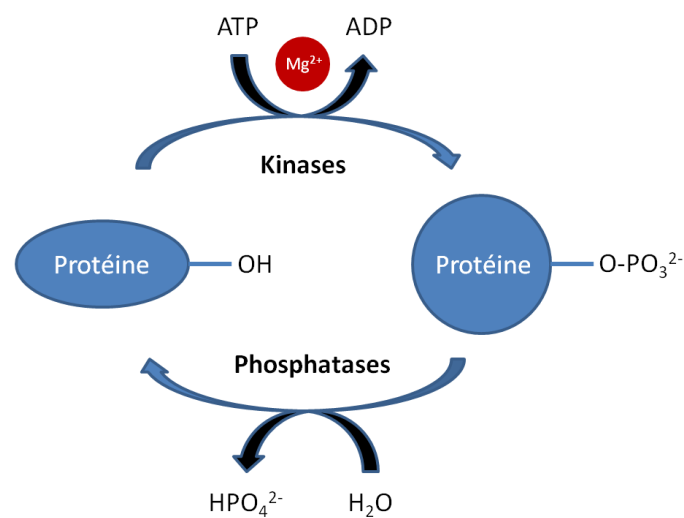 ATP ADP
Mg²⁺
Kinases
Protéine OH Protéine O-PO₃²⁻
Phosphatases
HPO₄²⁻ H₂O